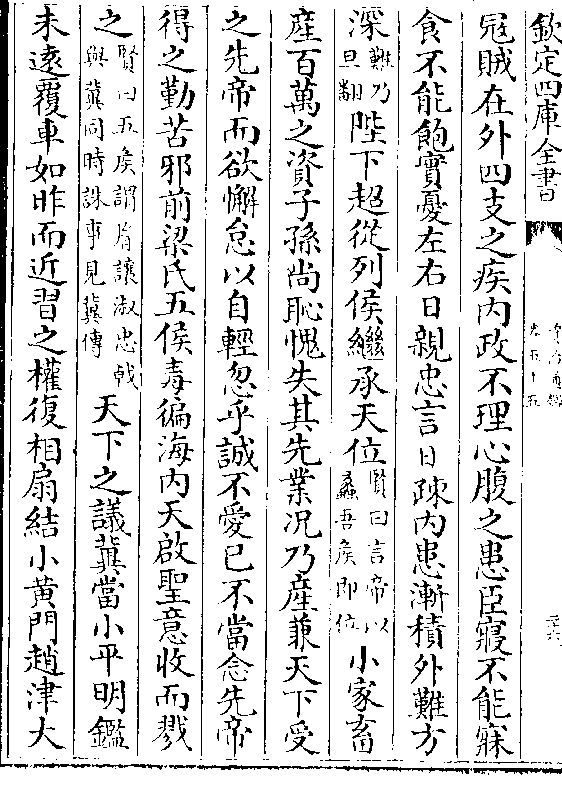 欽定四庫全書
冦賊在外四支之疾内政不理心腹之患臣寢不能寐
食不能飽實憂左右日親忠言日疎内患漸積外難方
深難乃旦翻陛下超從列侯繼承天位賢曰言帝以蠡吾矦即位小家畜
産百萬之資子孫尚恥愧失其先業況乃産兼天下受
之先帝而欲懈怠以自輕忽乎誠不愛已不當念先帝
得之勤苦邪前梁氏五侯毒徧海内天啟聖意收而戮
之賢曰五矦謂𦙍讓淑忠戟與冀同時誅事見冀傳天下之議冀當小平明鑑
未遠覆車如昨而近習之權復相扇結小黄門趙津大